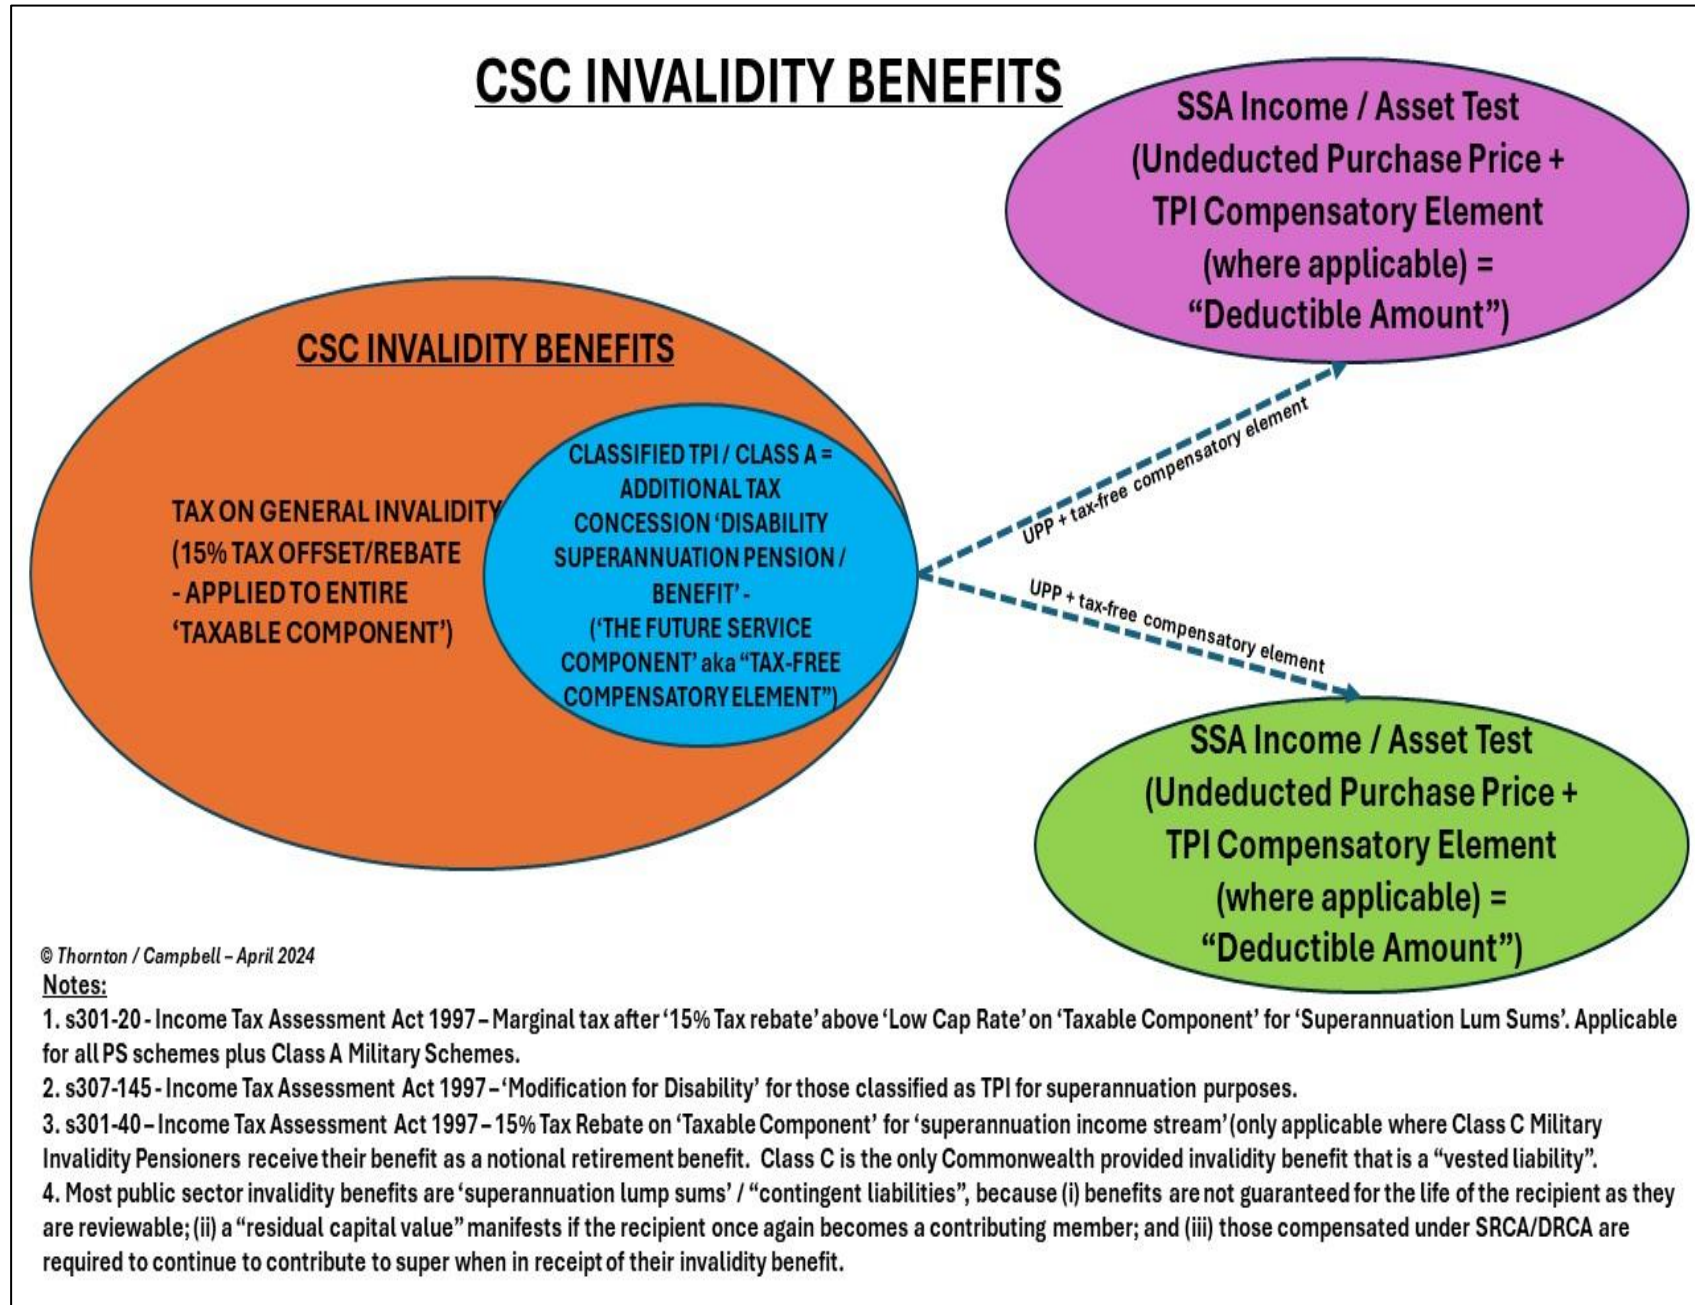 CSC INVALIDITY BENEFITS
SSA Income / Asset Test
(Undeducted Purchase Price +
TPI Compensatory Element
(where applicable) =
“Deductible Amount”)
CSC INVALIDITY BENEFITS
TAX ON GENERAL INVALIDITY
(15% TAX OFFSET/REBATE
- APPLIED TO ENTIRE
‘TAXABLE COMPONENT’)
CLASSIFIED TPI / CLASS A =
ADDITIONAL TAX
CONCESSION ‘DISABILITY
SUPERANNUATION PENSION /
BENEFIT’ -
(‘THE FUTURE SERVICE
COMPONENT’ aka “TAX-FREE
COMPENSATORY ELEMENT”)
UPP + tax-free compensatory element
UPP + tax-free compensatory element
SSA Income / Asset Test
(Undeducted Purchase Price +
TPI Compensatory Element
(where applicable) =
“Deductible Amount”)
© Thornton / Campbell – April 2024
Notes:
1. s301-20 - Income Tax Assessment Act 1997 – Marginal tax after ‘15% Tax rebate’ above ‘Low Cap Rate’ on ‘Taxable Component’ for ‘Superannuation Lum Sums’. Applicable
for all PS schemes plus Class A Military Schemes.
2. s307-145 - Income Tax Assessment Act 1997 – ‘Modification for Disability’ for those classified as TPI for superannuation purposes.
3. s301-40 – Income Tax Assessment Act 1997 – 15% Tax Rebate on ‘Taxable Component’ for ‘superannuation income stream’ (only applicable where Class C Military
Invalidity Pensioners receive their benefit as a notional retirement benefit. Class C is the only Commonwealth provided invalidity benefit that is a “vested liability”.
4. Most public sector invalidity benefits are ‘superannuation lump sums’ / “contingent liabilities”, because (i) benefits are not guaranteed for the life of the recipient as they
are reviewable; (ii) a “residual capital value” manifests if the recipient once again becomes a contributing member; and (iii) those compensated under SRCA/DRCA are
required to continue to contribute to super when in receipt of their invalidity benefit.